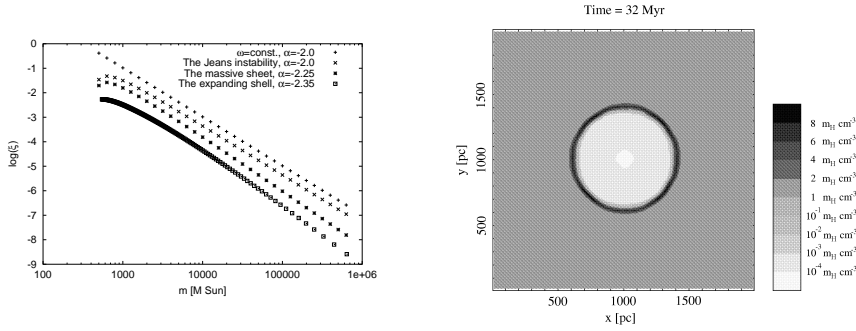 ω=const., α=-2.0
The Jeans instability, α=-2.0
The massive sheet, α=-2.25
The expanding shell, α=-2.35
log(ξ)
0
-1
-2
-3
-4
-5
-6
-7
-8
-9
100
1000
10000
100000
1e+06
m [M Sun]
Time = 32 Myr
y [pc]
1500
1000
500
500
1000
1500
x [pc]
8 m_H cm^-3
6 m_H cm^-3
4 m_H cm^-3
2 m_H cm^-3
1 m_H cm^-3
10^-1 m_H cm^-3
10^-2 m_H cm^-3
10^-3 m_H cm^-3
10^-4 m_H cm^-3